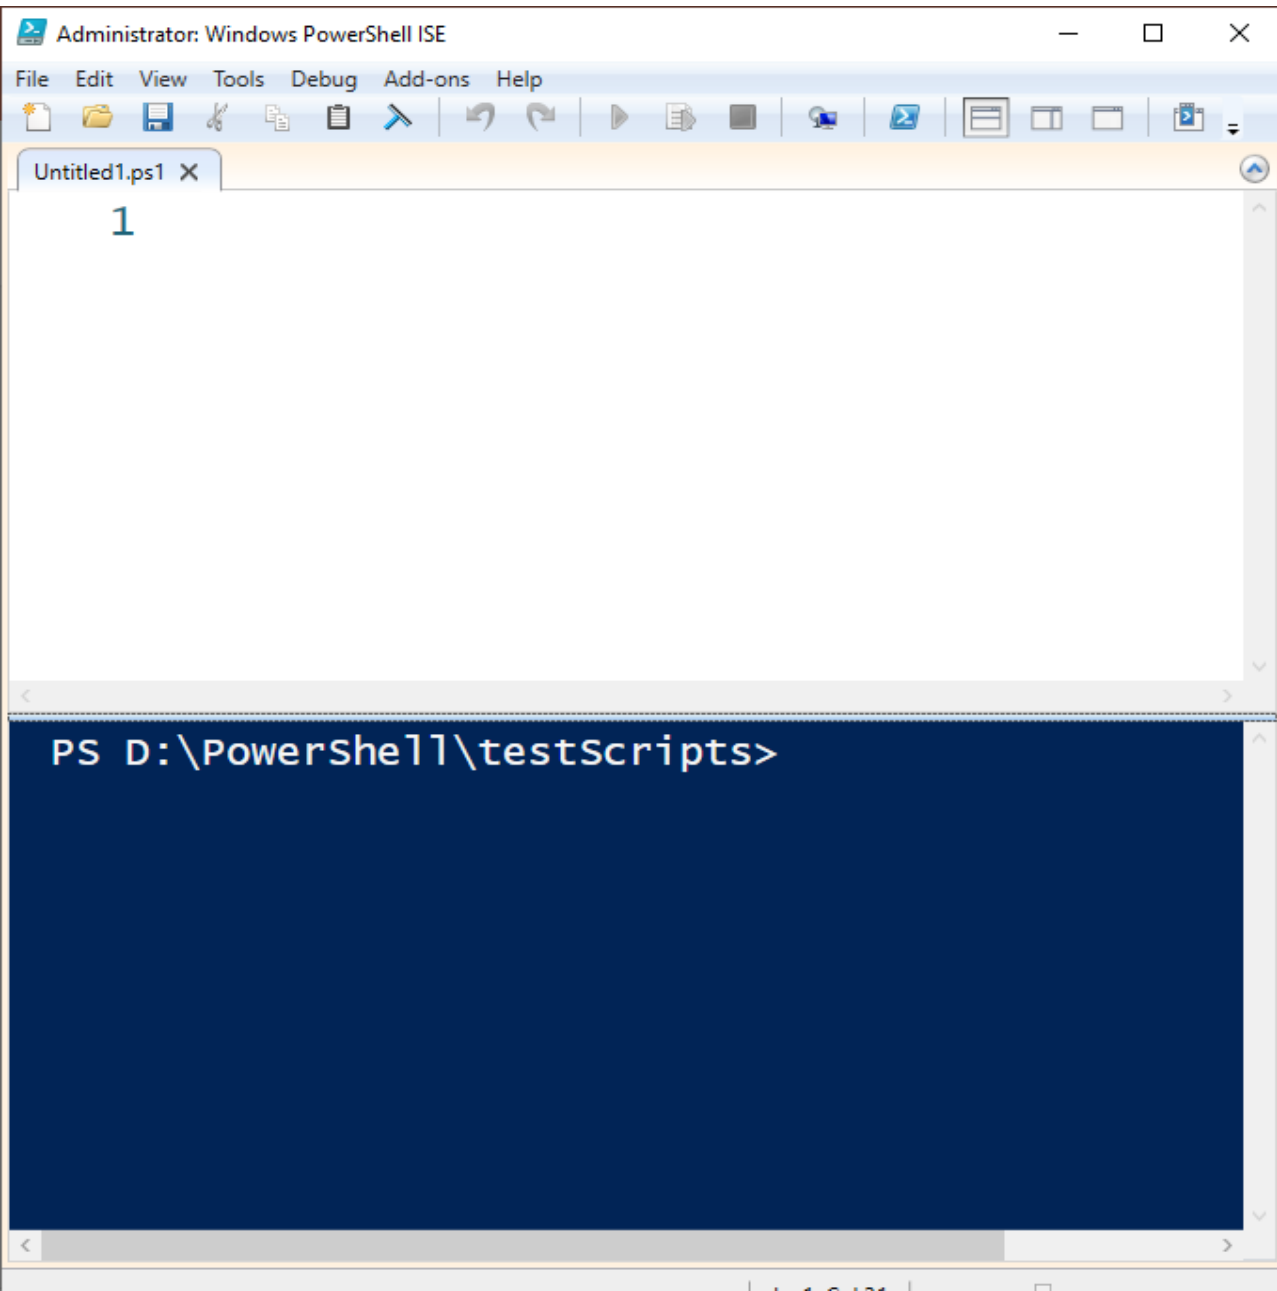 Administrator: Windows PowerShell ISE
File Edit View Tools Debug Add-ons Help
Untitled1.ps1
1
PS D:\PowerShell\testScripts>